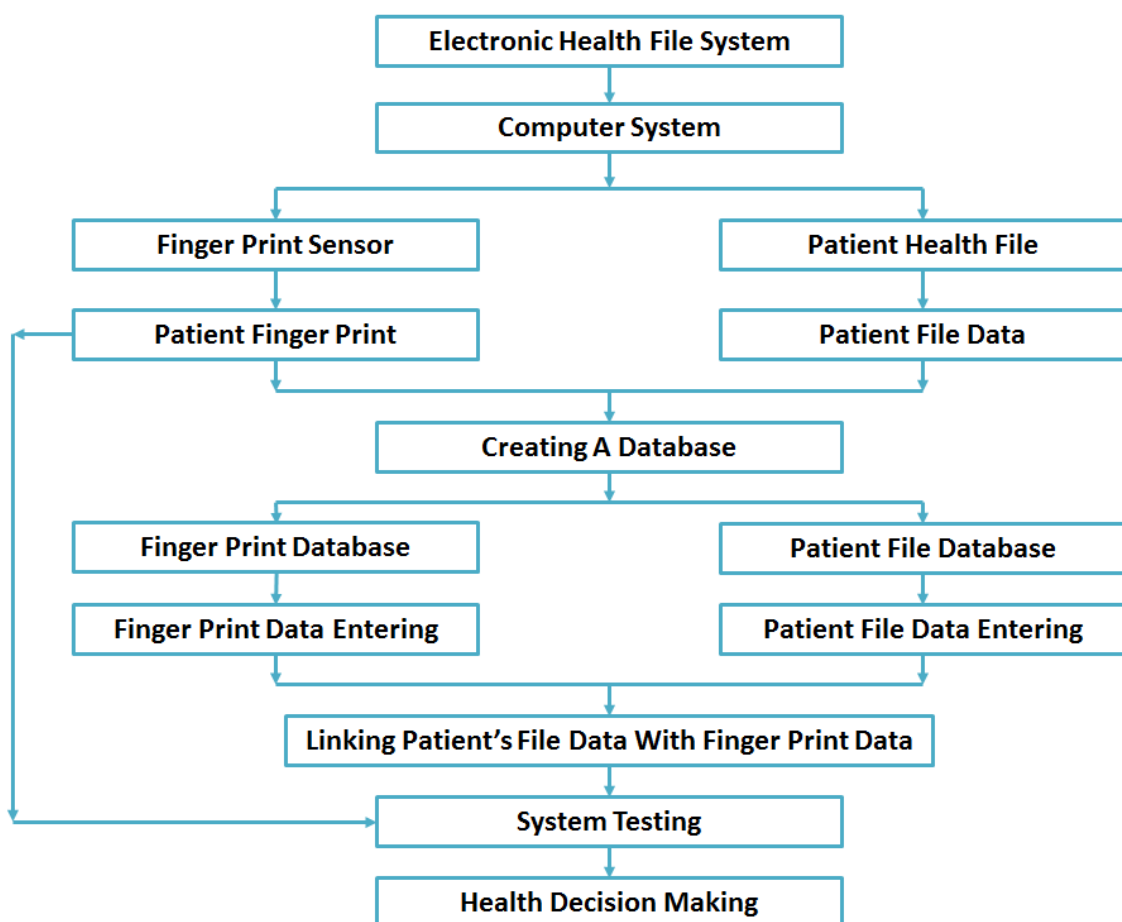 Electronic Health File System
Computer System
Finger Print Sensor
Patient Health File
Patient Finger Print
Patient File Data
Creating A Database
Finger Print Database
Patient File Database
Finger Print Data Entering
Patient File Data Entering
Linking Patient’s File Data With Finger Print Data
System Testing
Health Decision Making